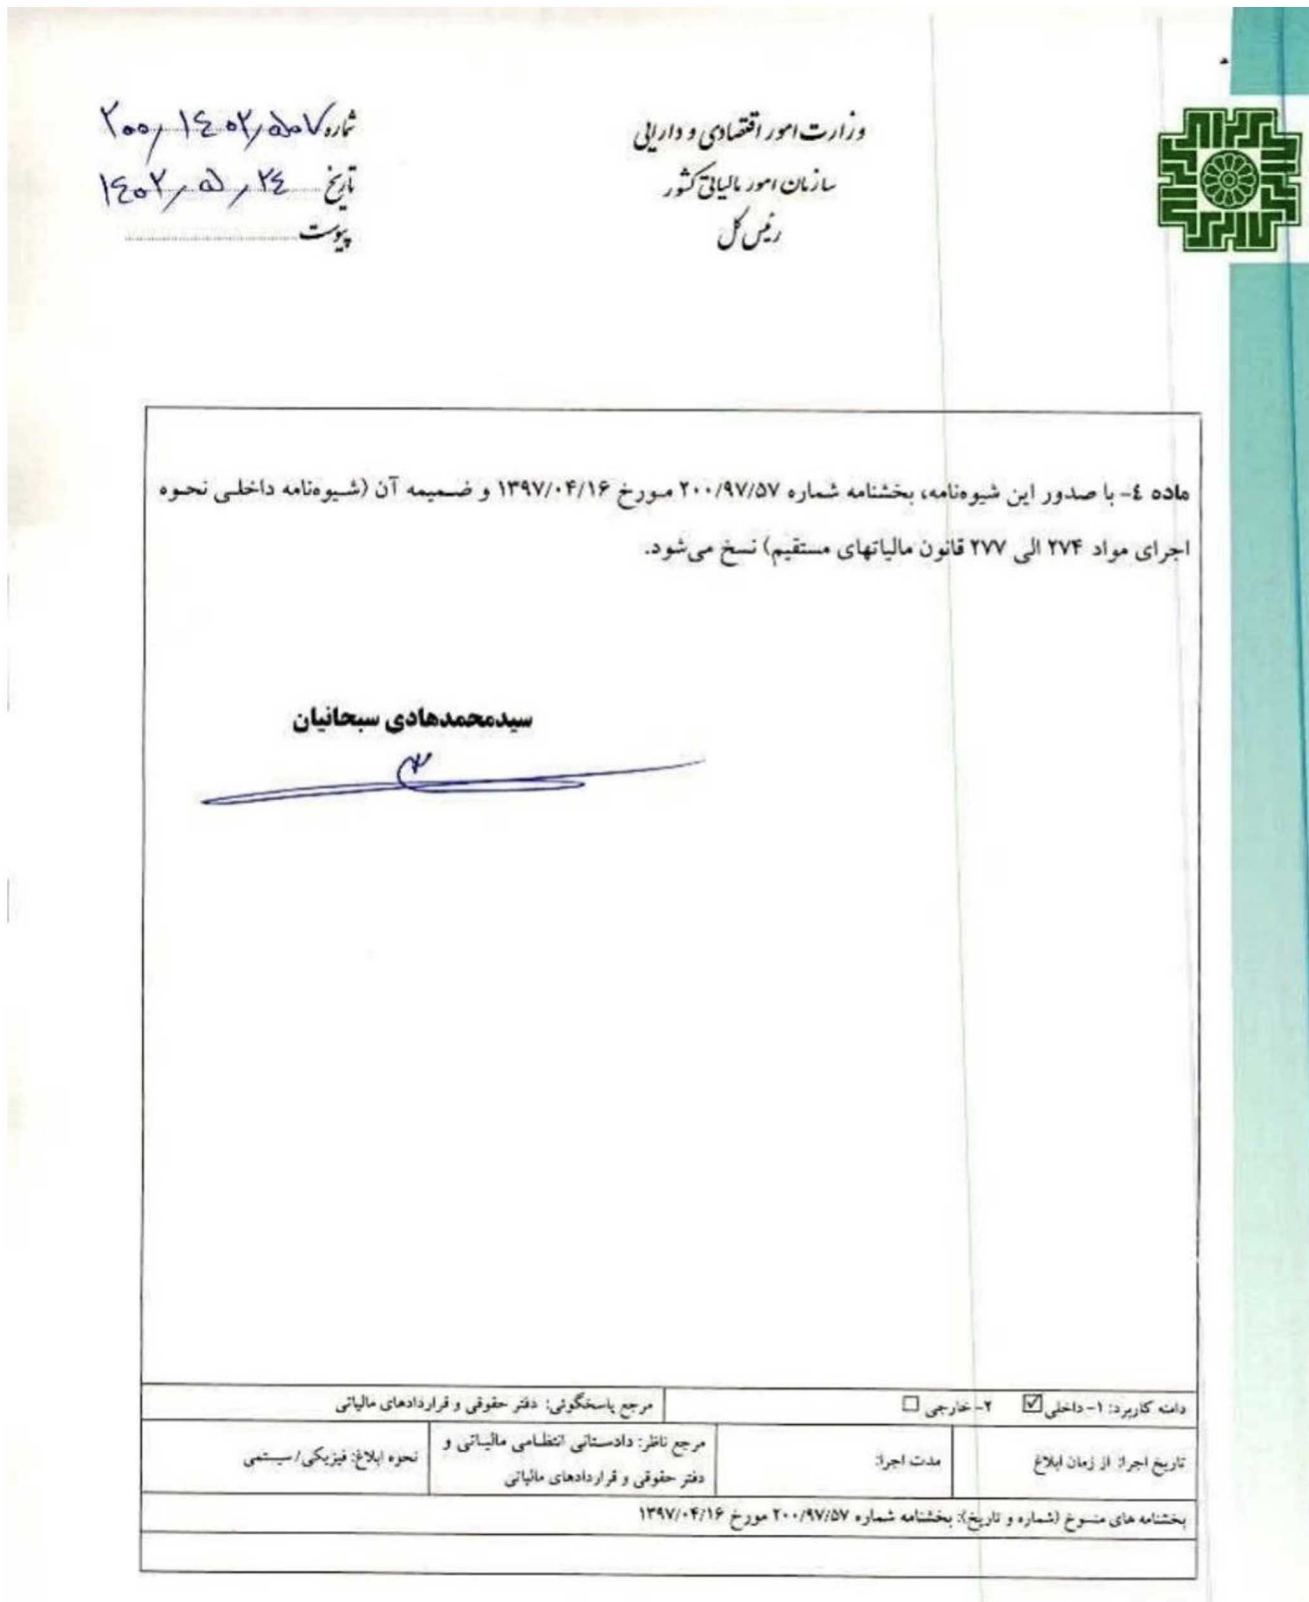 وزارت امور اقتصادی و دارایی
سازمان امور مالیاتی کشور
رئیس کل
شماره ۲۰۰/۱۴۰۲/۵۰۷
تاریخ ۱۴۰۲/۵/۲۴
پیوست
ماده ٤- با صدور این شیوه‌نامه، بخشنامه شماره ۲۰۰/۹۷/۵۷ مورخ ۱۳۹۷/۰۴/۱۶ و ضمیمه آن (شیوه‌نامه داخلی نحوه
اجرای مواد ۲۷۴ الی ۲۷۷ قانون مالیاتهای مستقیم) نسخ می‌شود.
سیدمحمدهادی سبحانیان
دامنه کاربرد: ۱- داخلی ☑ ۲- خارجی ☐
مرجع پاسخگوئی: دفتر حقوقی و قراردادهای مالیاتی
تاریخ اجرا: از زمان ابلاغ
مدت اجرا:
مرجع ناظر: دادستانی انتظامی مالیاتی و
دفتر حقوقی و قراردادهای مالیاتی
نحوه ابلاغ: فیزیکی/سیستمی
بخشنامه های منسوخ (شماره و تاریخ): بخشنامه شماره ۲۰۰/۹۷/۵۷ مورخ ۱۳۹۷/۰۴/۱۶